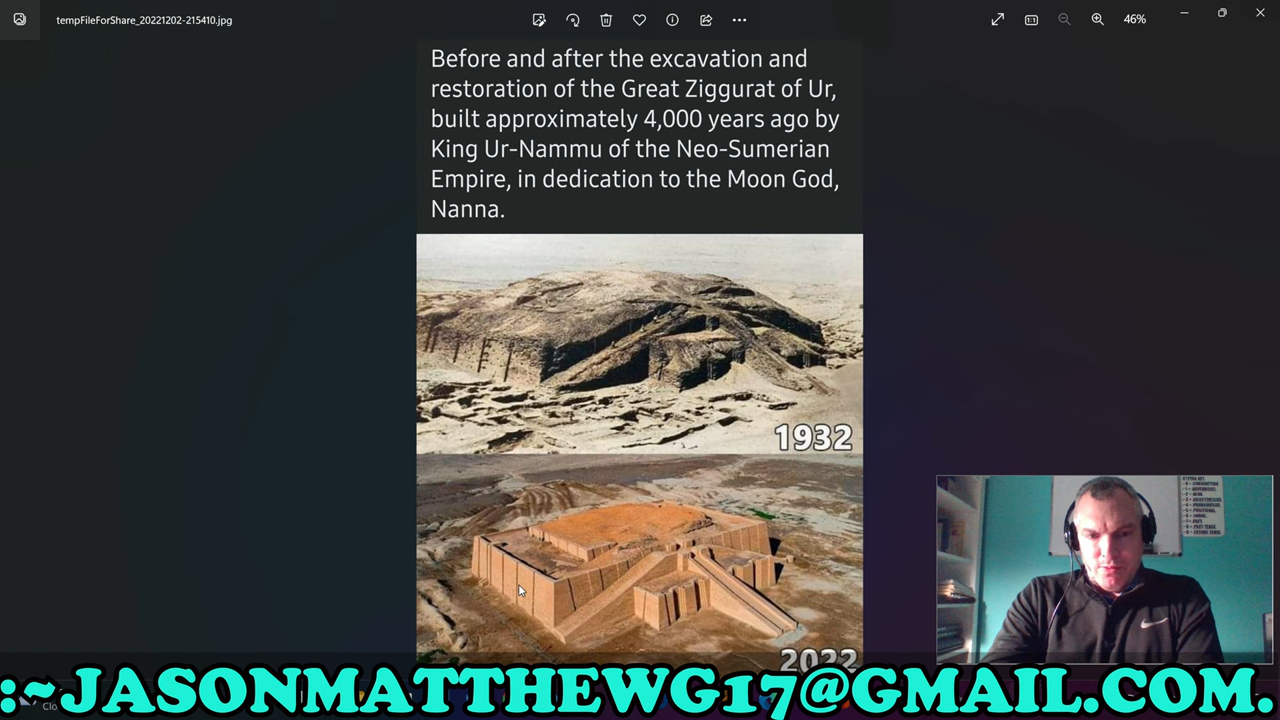 tempFileForShare_20221202-215410.jpg
46%
Before and after the excavation and
restoration of the Great Ziggurat of Ur,
built approximately 4,000 years ago by
King Ur-Nammu of the Neo-Sumerian
Empire, in dedication to the Moon God,
Nanna.
1932
2022
:~JASONMATTHEWG17@GMAIL.COM.